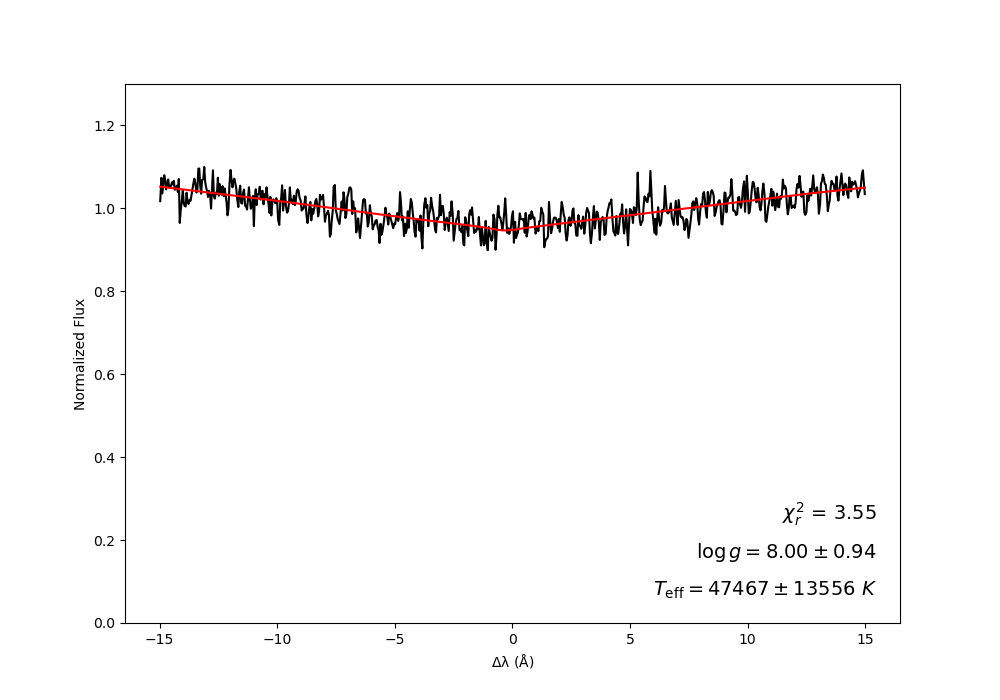 1.2
1.0
0.8
0.6
0.4
0.2
0.0
Normalized Flux
χ²ᵣ = 3.55
log g = 8.00 ± 0.94
T_eff = 47467 ± 13556 K
−15 −10 −5 0 5 10 15
Δλ (Å)